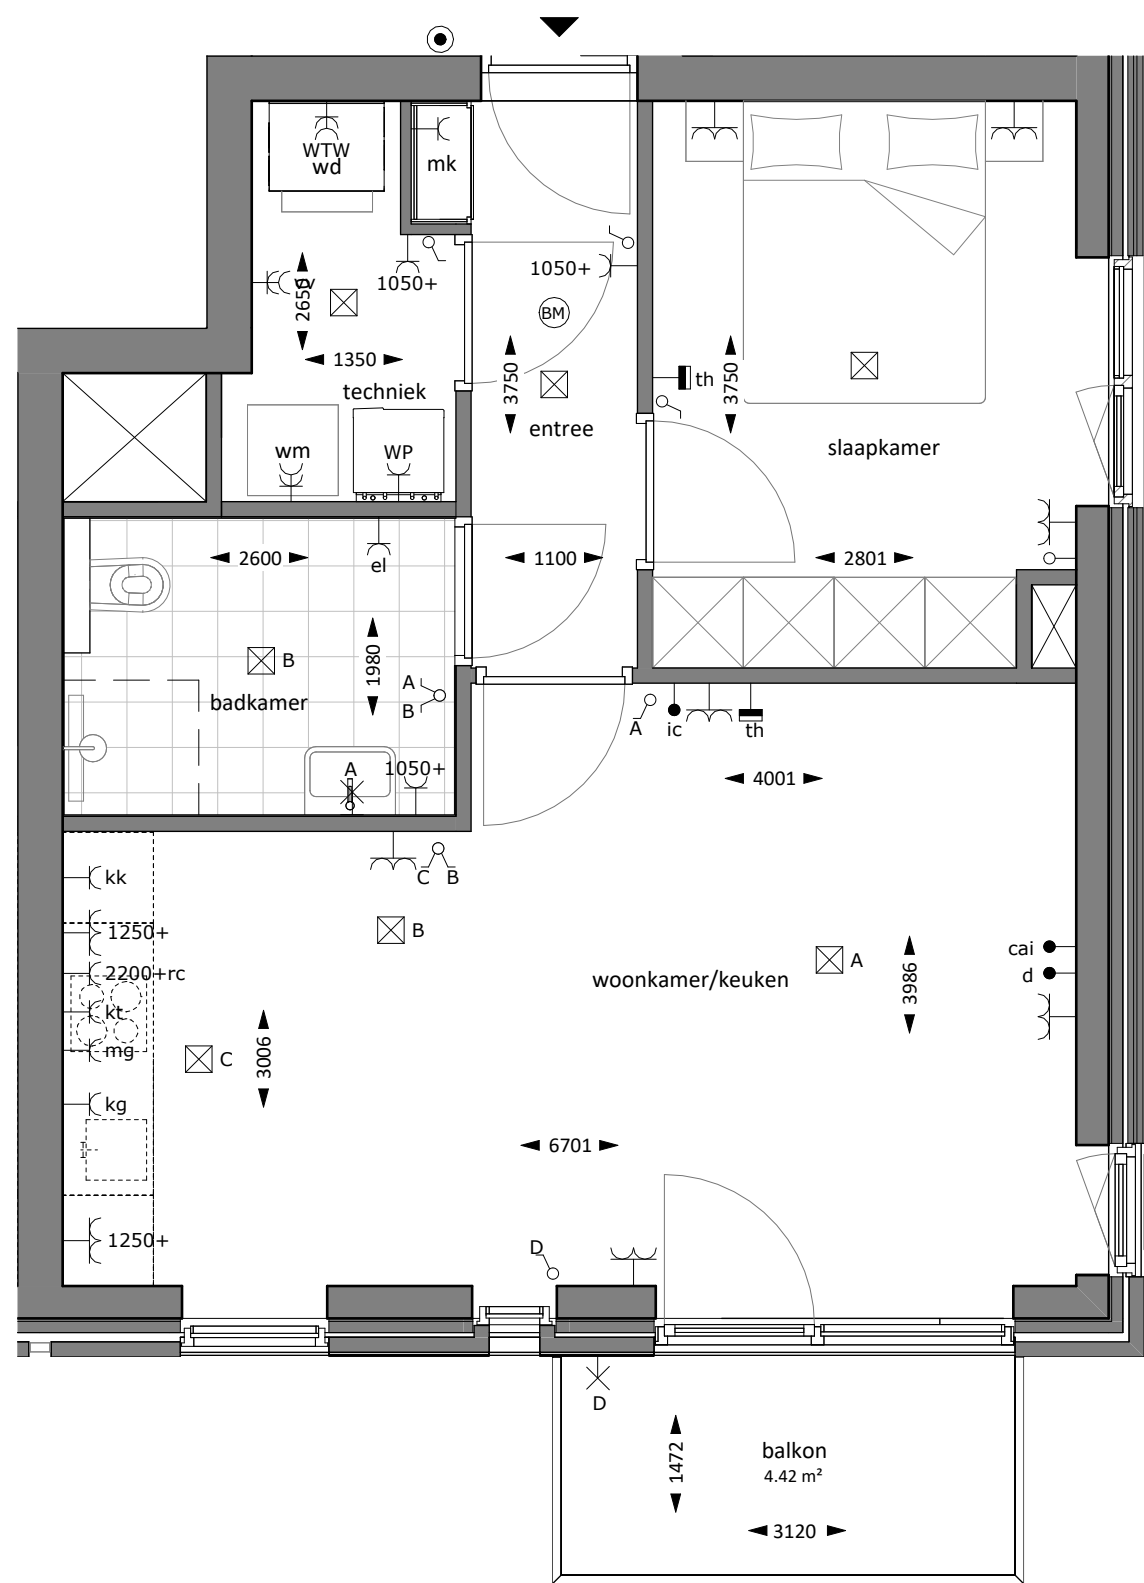 WTW
wd
mk
1050+
1050+
2650
BM
1350
3750
th
3750
techniek
entree
slaapkamer
wm
WP
2600
el
1100
2801
B
1980
badkamer
A
B
A
ic
th
A
1050+
4001
kk
C B
1250+
B
cai
2200+rc
woonkamer/keuken
A
3986
d
kt
mg
C
3006
kg
6701
1250+
D
D
1472
balkon
4.42 m²
3120